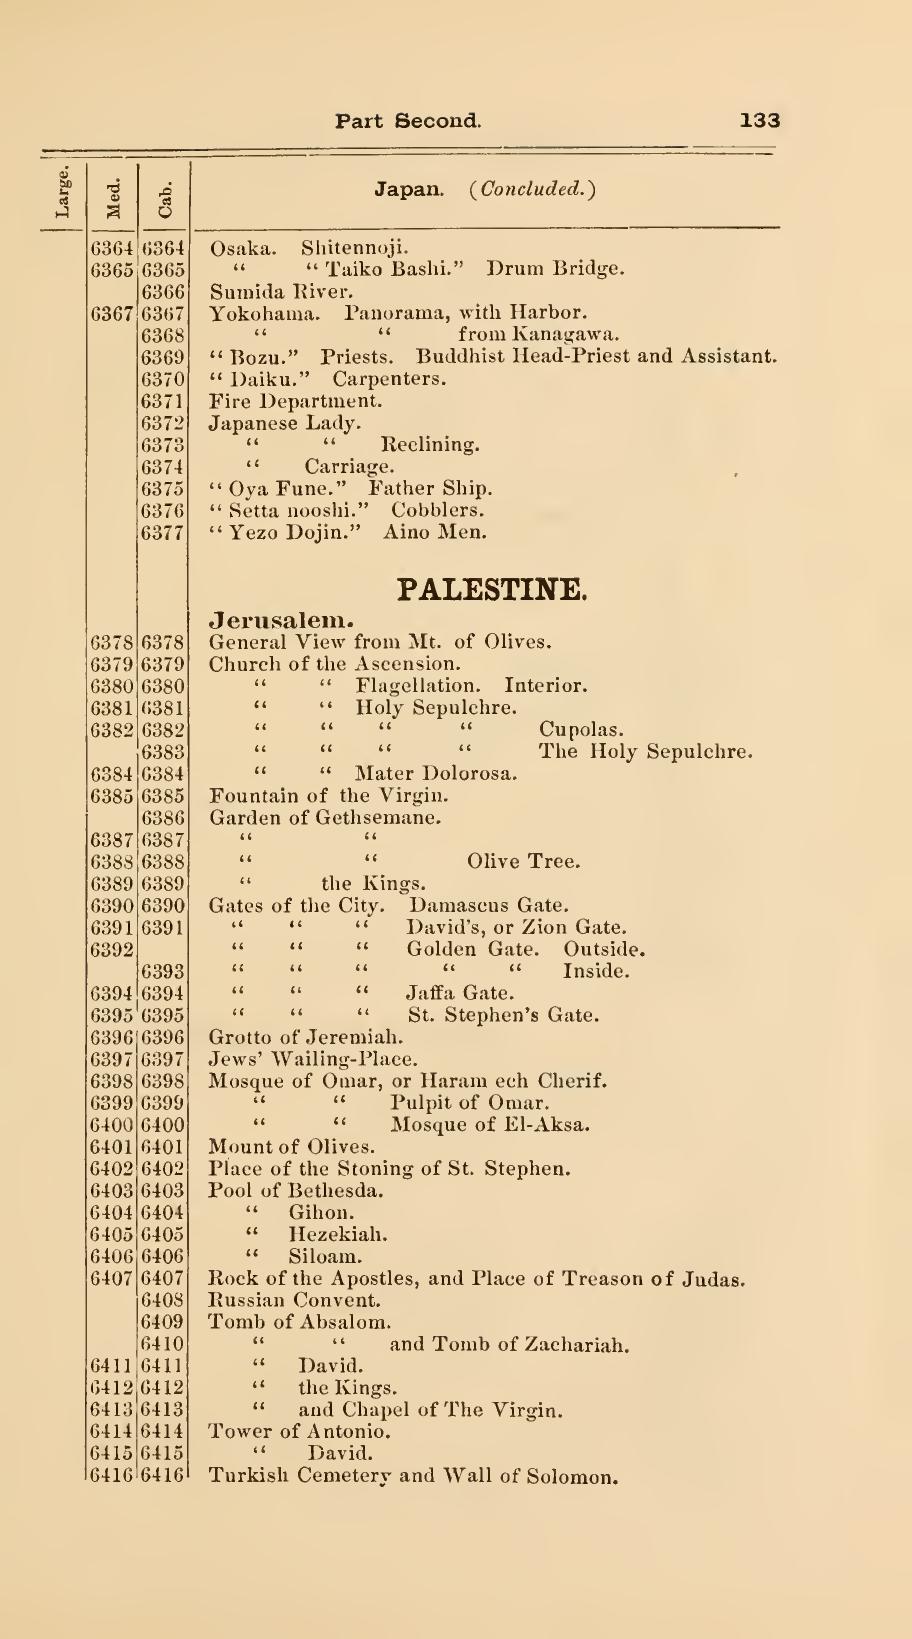 Part Second. 133
Large. Med. Cab. Japan. (Concluded.)
6364 6364 Osaka. Shitennoji.
6365 6365 “ “ Taiko Bashi.” Drum Bridge.
6366 Sumida River.
6367 6367 Yokohama. Panorama, with Harbor.
6368 “ “ from Kanagawa.
6369 “ Bozu.” Priests. Buddhist Head-Priest and Assistant.
6370 “ Daiku.” Carpenters.
6371 Fire Department.
6372 Japanese Lady.
6373 “ “ Reclining.
6374 “ Carriage.
6375 “ Oya Fune.” Father Ship.
6376 “ Setta nooshi.” Cobblers.
6377 “ Yezo Dojin.” Aino Men.
PALESTINE.
Jerusalem.
6378 6378 General View from Mt. of Olives.
6379 6379 Church of the Ascension.
6380 6380 “ “ Flagellation. Interior.
6381 6381 “ “ Holy Sepulchre.
6382 6382 “ “ “ “ Cupolas.
6383 “ “ “ “ The Holy Sepulchre.
6384 6384 “ “ Mater Dolorosa.
6385 6385 Fountain of the Virgin.
6386 Garden of Gethsemane.
6387 6387 “ “
6388 6388 “ “ Olive Tree.
6389 6389 “ the Kings.
6390 6390 Gates of the City. Damascus Gate.
6391 6391 “ “ “ David's, or Zion Gate.
6392 “ “ “ Golden Gate. Outside.
6393 “ “ “ “ “ Inside.
6394 6394 “ “ “ Jaffa Gate.
6395 6395 “ “ “ St. Stephen's Gate.
6396 6396 Grotto of Jeremiah.
6397 6397 Jews' Wailing-Place.
6398 6398 Mosque of Omar, or Haram ech Cherif.
6399 6399 “ “ Pulpit of Omar.
6400 6400 “ “ Mosque of El-Aksa.
6401 6401 Mount of Olives.
6402 6402 Place of the Stoning of St. Stephen.
6403 6403 Pool of Bethesda.
6404 6404 “ Gihon.
6405 6405 “ Hezekiah.
6406 6406 “ Siloam.
6407 6407 Rock of the Apostles, and Place of Treason of Judas.
6408 Russian Convent.
6409 Tomb of Absalom.
6410 “ “ and Tomb of Zachariah.
6411 6411 “ David.
6412 6412 “ the Kings.
6413 6413 “ and Chapel of The Virgin.
6414 6414 Tower of Antonio.
6415 6415 “ David.
6416 6416 Turkish Cemetery and Wall of Solomon.